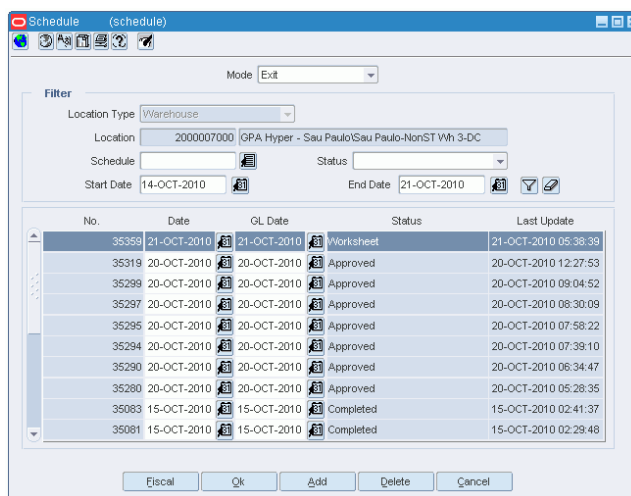 Schedule (schedule)
Mode Exit
Filter
Location Type Warehouse
Location 2000007000 GPA Hyper - Sau Paulo\Sau Paulo-NonST Wh 3-DC
Schedule Status
Start Date 14-OCT-2010 End Date 21-OCT-2010
No. Date GL Date Status Last Update
35359 21-OCT-2010 21-OCT-2010 Worksheet 21-OCT-2010 05:38:39
35319 20-OCT-2010 20-OCT-2010 Approved 20-OCT-2010 12:27:53
35299 20-OCT-2010 20-OCT-2010 Approved 20-OCT-2010 09:04:52
35297 20-OCT-2010 20-OCT-2010 Approved 20-OCT-2010 08:30:09
35295 20-OCT-2010 20-OCT-2010 Approved 20-OCT-2010 07:58:22
35294 20-OCT-2010 20-OCT-2010 Approved 20-OCT-2010 07:39:10
35290 20-OCT-2010 20-OCT-2010 Approved 20-OCT-2010 06:34:47
35280 20-OCT-2010 20-OCT-2010 Approved 20-OCT-2010 05:28:35
35083 15-OCT-2010 15-OCT-2010 Completed 15-OCT-2010 02:41:37
35081 15-OCT-2010 15-OCT-2010 Completed 15-OCT-2010 02:29:48
Fiscal Ok Add Delete Cancel